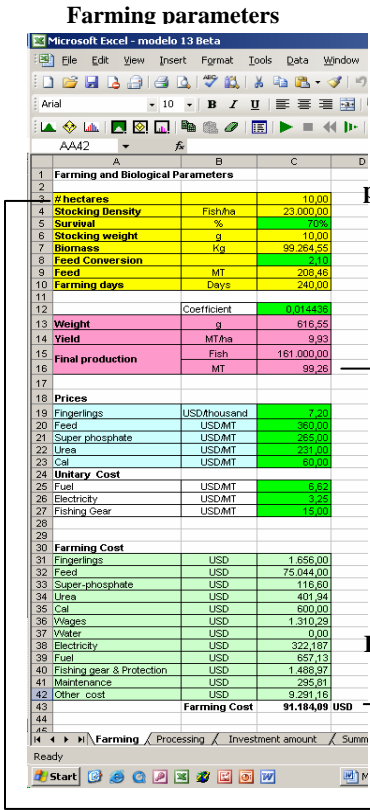 Farming parameters
Microsoft Excel - modelo 13 Beta
File Edit View Insert Format Tools Data Window
Arial 10 B I U
AA42 fx
A B C D
1 Farming and Biological Parameters
2
3 # hectares 10,00
4 Stocking Density Fish/ha 23.000,00
5 Survival % 70%
6 Stocking weight g 10,00
7 Biomass Kg 99.264,55
8 Feed Conversion 2,10
9 Feed MT 208,46
10 Farming days Days 240,00
11
12 Coefficient 0,014436
13 Weight g 616,55
14 Yield MT/ha 9,93
15 Final production Fish 161.000,00
16 MT 99,26
17
18 Prices
19 Fingerlings USD/thousand 7,20
20 Feed USD/MT 360,00
21 Super phosphate USD/MT 265,00
22 Urea USD/MT 231,00
23 Cal USD/MT 60,00
24 Unitary Cost
25 Fuel USD/MT 6,62
26 Electricity USD/MT 3,25
27 Fishing Gear USD/MT 15,00
28
29
30 Farming Cost
31 Fingerlings USD 1.656,00
32 Feed USD 75.044,00
33 Super-phosphate USD 116,60
34 Urea USD 401,94
35 Cal USD 600,00
36 Wages USD 1.310,29
37 Water USD 0,00
38 Electricity USD 322,187
39 Fuel USD 657,13
40 Fishing gear & Protection USD 1.488,97
41 Maintenance USD 295,81
42 Other cost USD 9.291,16
43 Farming Cost 91.184,09 USD
44
45
Farming Processing Investment amount Summ
Ready
Start